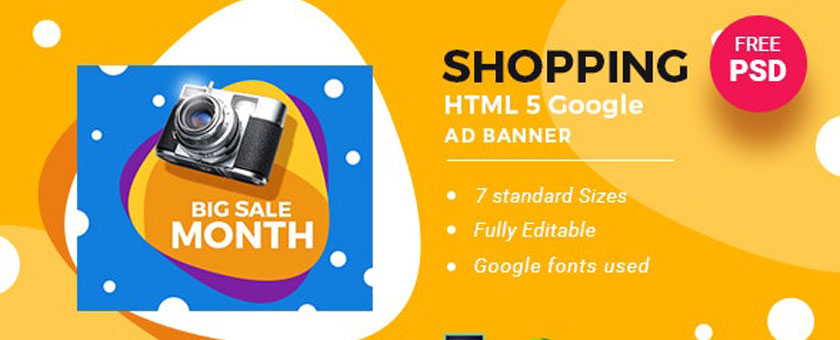 BIG SALE
MONTH
SHOPPING
HTML 5 Google
AD BANNER
7 standard Sizes
Fully Editable
Google fonts used
FREE
PSD